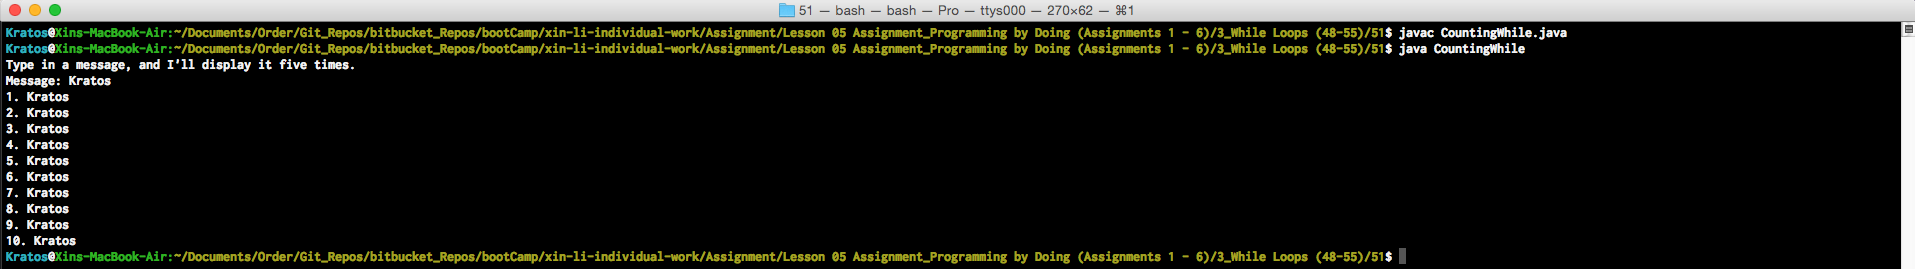 51 — bash — bash — Pro — ttys000 — 270×62 — ⌘1
Kratos@Xins-MacBook-Air:~/Documents/Order/Git_Repos/bitbucket_Repos/bootCamp/xin-li-individual-work/Assignment/Lesson 05 Assignment_Programming by Doing (Assignments 1 - 6)/3_While Loops (48-55)/51$ javac CountingWhile.java
Kratos@Xins-MacBook-Air:~/Documents/Order/Git_Repos/bitbucket_Repos/bootCamp/xin-li-individual-work/Assignment/Lesson 05 Assignment_Programming by Doing (Assignments 1 - 6)/3_While Loops (48-55)/51$ java CountingWhile
Type in a message, and I'll display it five times.
Message: Kratos
1. Kratos
2. Kratos
3. Kratos
4. Kratos
5. Kratos
6. Kratos
7. Kratos
8. Kratos
9. Kratos
10. Kratos
Kratos@Xins-MacBook-Air:~/Documents/Order/Git_Repos/bitbucket_Repos/bootCamp/xin-li-individual-work/Assignment/Lesson 05 Assignment_Programming by Doing (Assignments 1 - 6)/3_While Loops (48-55)/51$